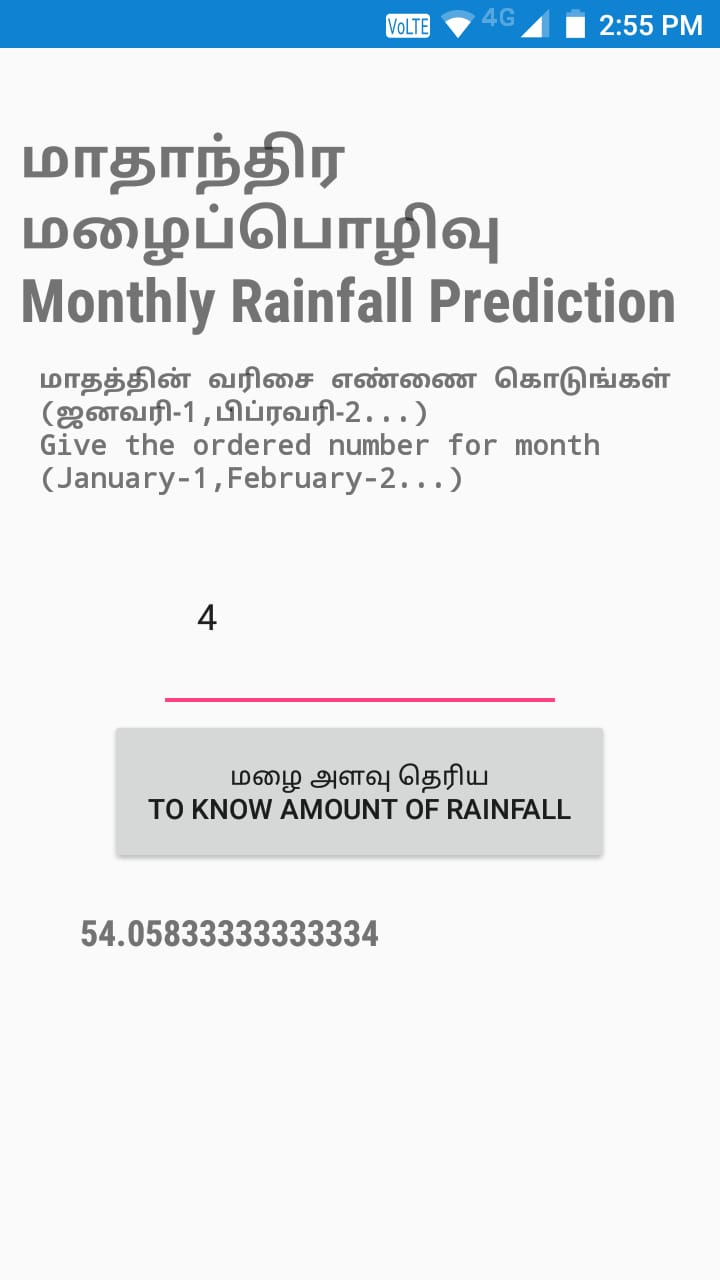 VoLTE 4G 2:55 PM
மாதாந்திர
மழைப்பொழிவு
Monthly Rainfall Prediction
மாதத்தின் வரிசை எண்ணை கொடுங்கள்
(ஜனவரி-1,பிப்ரவரி-2...)
Give the ordered number for month
(January-1,February-2...)
4
மழை அளவு தெரிய
TO KNOW AMOUNT OF RAINFALL
54.05833333333334